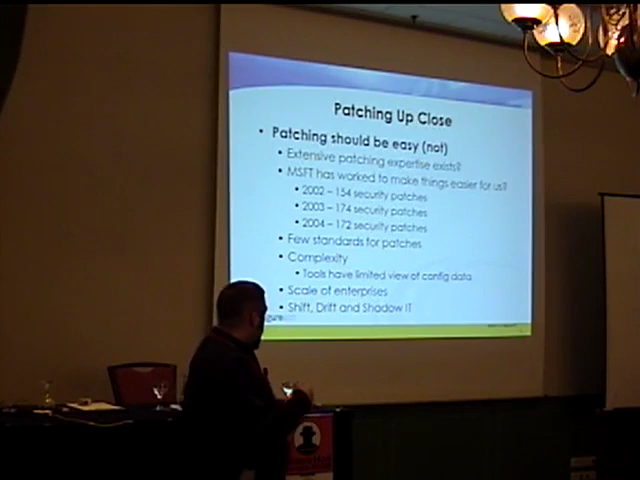 Patching Up Close
• Patching should be easy (not)
• Extensive patching expertise exists?
• MSFT has worked to make things easier for us?
• 2002 – 154 security patches
• 2003 – 174 security patches
• 2004 – 172 security patches
• Few standards for patches
• Complexity
• Tools have limited view of config data
• Scale of enterprises
• Shift, Drift and Shadow IT